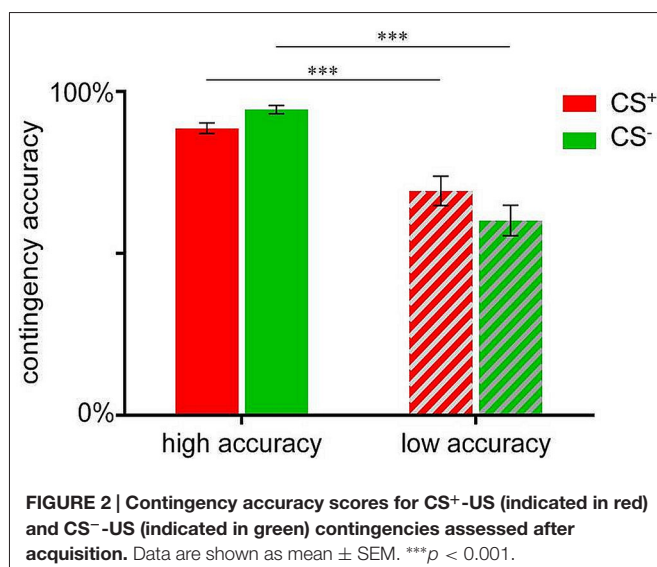 ***
***
100%
CS+
CS-
contingency accuracy
0%
high accuracy
low accuracy
FIGURE 2 | Contingency accuracy scores for CS+-US (indicated in red)
and CS−-US (indicated in green) contingencies assessed after
acquisition. Data are shown as mean ± SEM. ***p < 0.001.